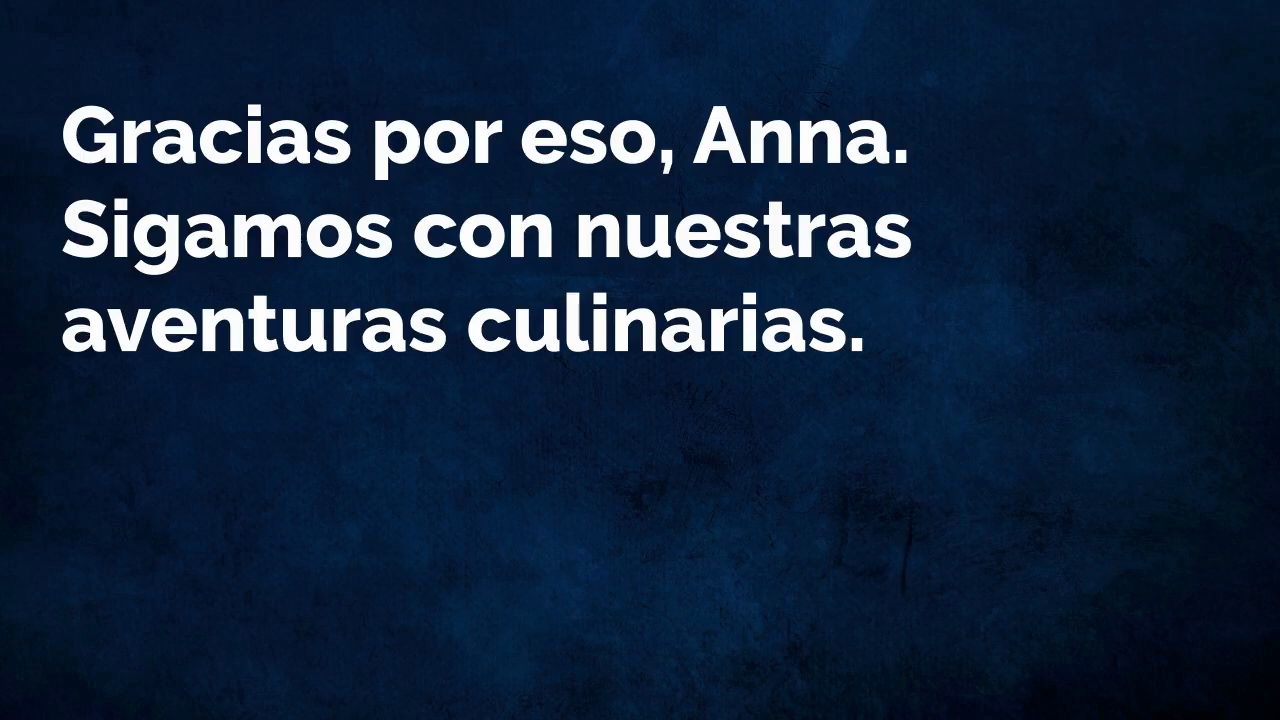 Gracias por eso, Anna.
Sigamos con nuestras
aventuras culinarias.